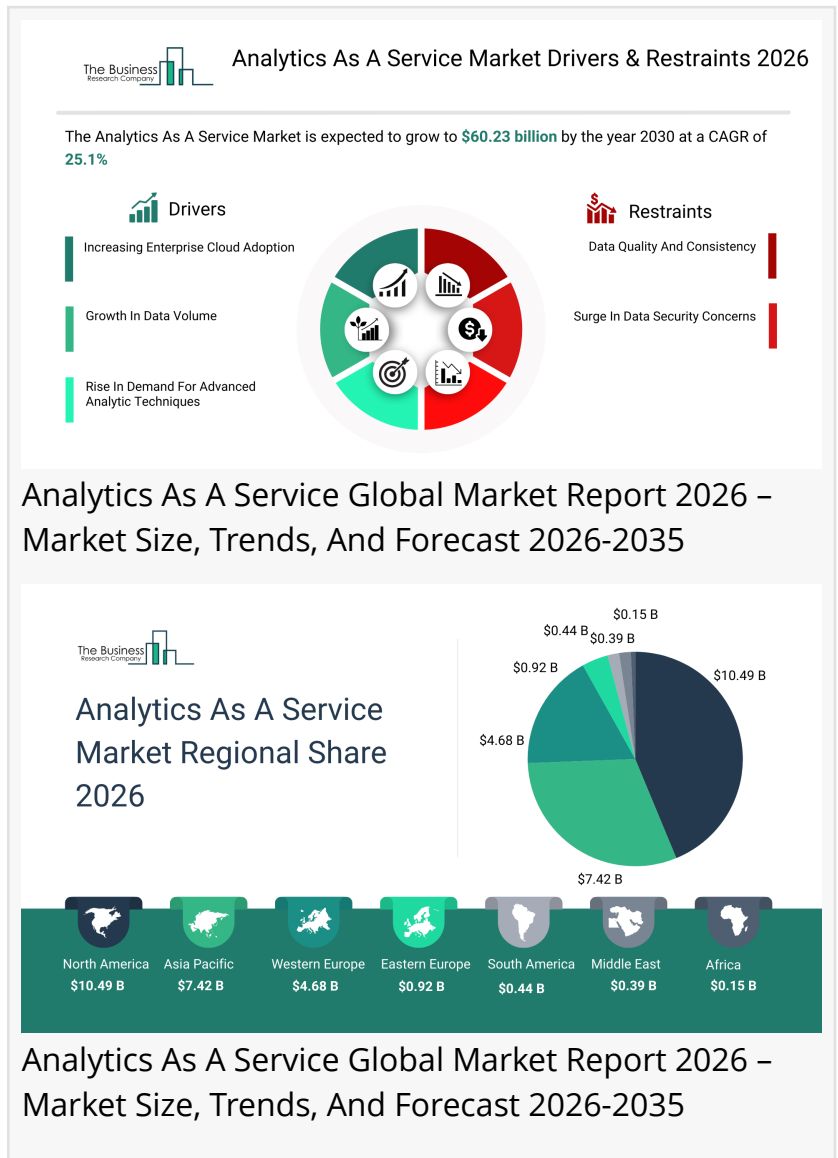 The Business
Research Company
Analytics As A Service Market Drivers & Restraints 2026
The Analytics As A Service Market is expected to grow to $60.23 billion by the year 2030 at a CAGR of
25.1%
Drivers
Increasing Enterprise Cloud Adoption
Growth In Data Volume
Rise In Demand For Advanced
Analytic Techniques
$
Restraints
Data Quality And Consistency
Surge In Data Security Concerns
$
Analytics As A Service Global Market Report 2026 –
Market Size, Trends, And Forecast 2026-2035
The Business
Research Company
Analytics As A Service
Market Regional Share
2026
$0.15 B
$0.44 B
$0.39 B
$0.92 B
$10.49 B
$4.68 B
$7.42 B
North America
$10.49 B
Asia Pacific
$7.42 B
Western Europe
$4.68 B
Eastern Europe
$0.92 B
South America
$0.44 B
Middle East
$0.39 B
Africa
$0.15 B
Analytics As A Service Global Market Report 2026 –
Market Size, Trends, And Forecast 2026-2035